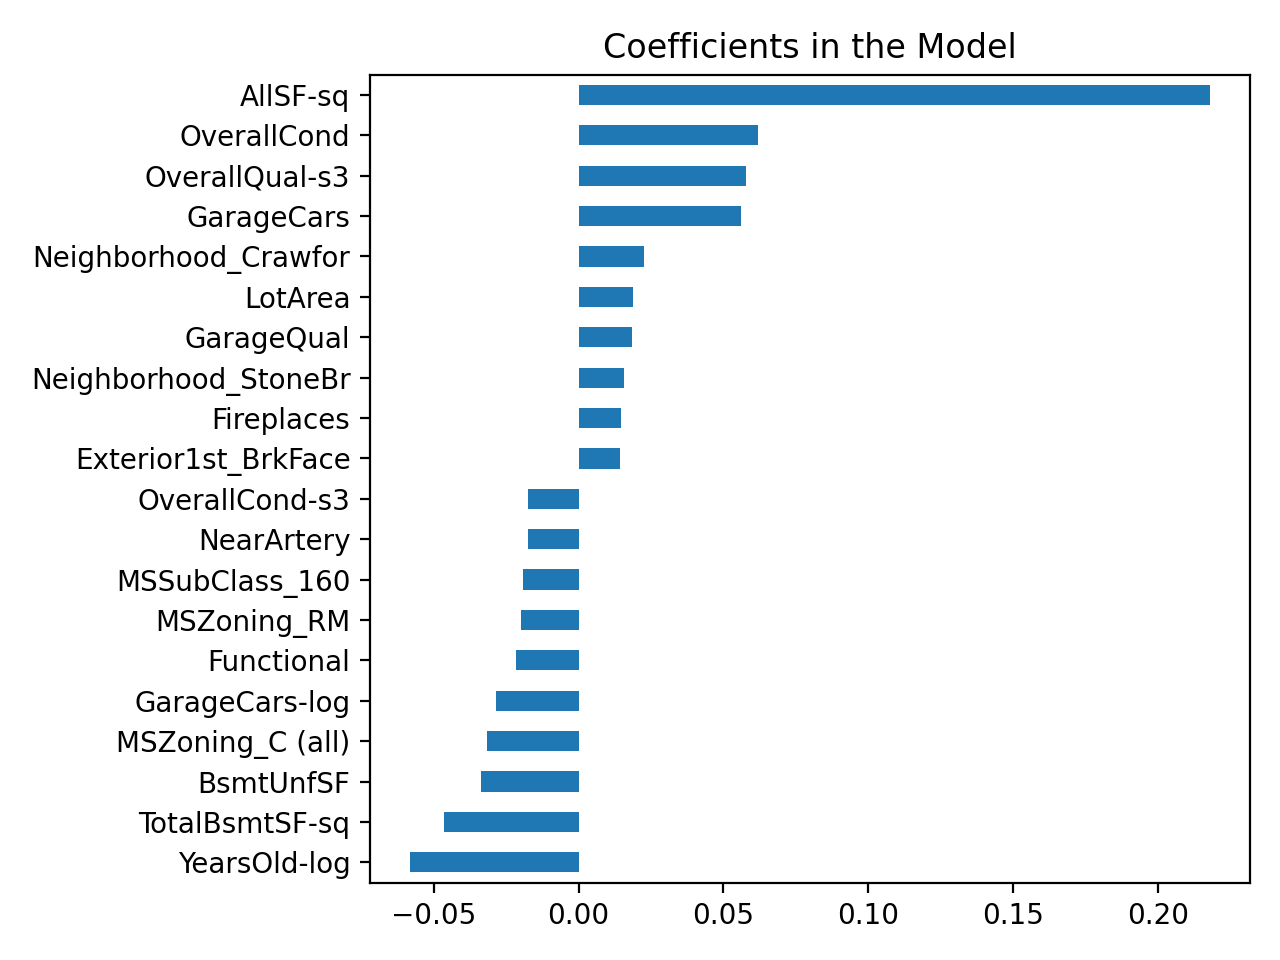 Coefficients in the Model
AllSF-sq
OverallCond
OverallQual-s3
GarageCars
Neighborhood_Crawfor
LotArea
GarageQual
Neighborhood_StoneBr
Fireplaces
Exterior1st_BrkFace
OverallCond-s3
NearArtery
MSSubClass_160
MSZoning_RM
Functional
GarageCars-log
MSZoning_C (all)
BsmtUnfSF
TotalBsmtSF-sq
YearsOld-log
−0.05 0.00 0.05 0.10 0.15 0.20